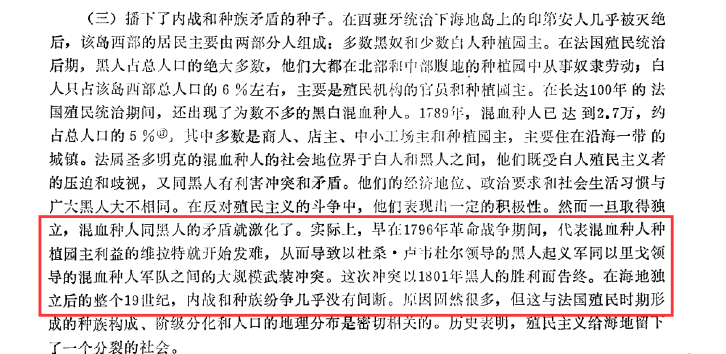 （三）播下了内战和种族矛盾的种子。在西班牙统治下海地岛上的印第安人几乎被灭绝
后，该岛西部的居民主要由两部分人组成：多数黑奴和少数白人种植园主。在法国殖民统治
后期，黑人占总人口的绝大多数，他们大都在北部和中部腹地的种植园中从事奴隶劳动；白
人只占该岛西部总人口的6％左右，主要是殖民机构的官员和种植园主。在长达100年的法
国殖民统治期间，还出现了为数不多的黑白混血种人。1789年，混血种人已达到2.7万，约
占总人口的5％，其中多数是商人、店主、中小工场主和种植园主，主要住在沿海一带的
城镇。法属圣多明克的混血种人的社会地位界于白人和黑人之间，他们既受白人殖民主义者
的压迫和歧视，又同黑人有利害冲突和矛盾。他们的经济地位、政治要求和社会生活习惯与
广大黑人大不相同。在反对殖民主义的斗争中，他们表现出一定的积极性。然而一旦取得独
立，混血种人同黑人的矛盾就激化了。实际上，早在1796年革命战争期间，代表混血种人种
植园主利益的维拉特就开始发难，从而导致以杜桑·卢韦杜尔领导的黑人起义军同以里戈领
导的混血种人军队之间的大规模武装冲突。这次冲突以1801年黑人的胜利而告终。在海地独
立后的整个19世纪，内战和种族纷争几乎没有间断。原因固然很多，但这与法国殖民时期形
成的种族构成、阶级分化和人口的地理分布是密切相关的。历史表明，殖民主义给海地留下
了一个分裂的社会。